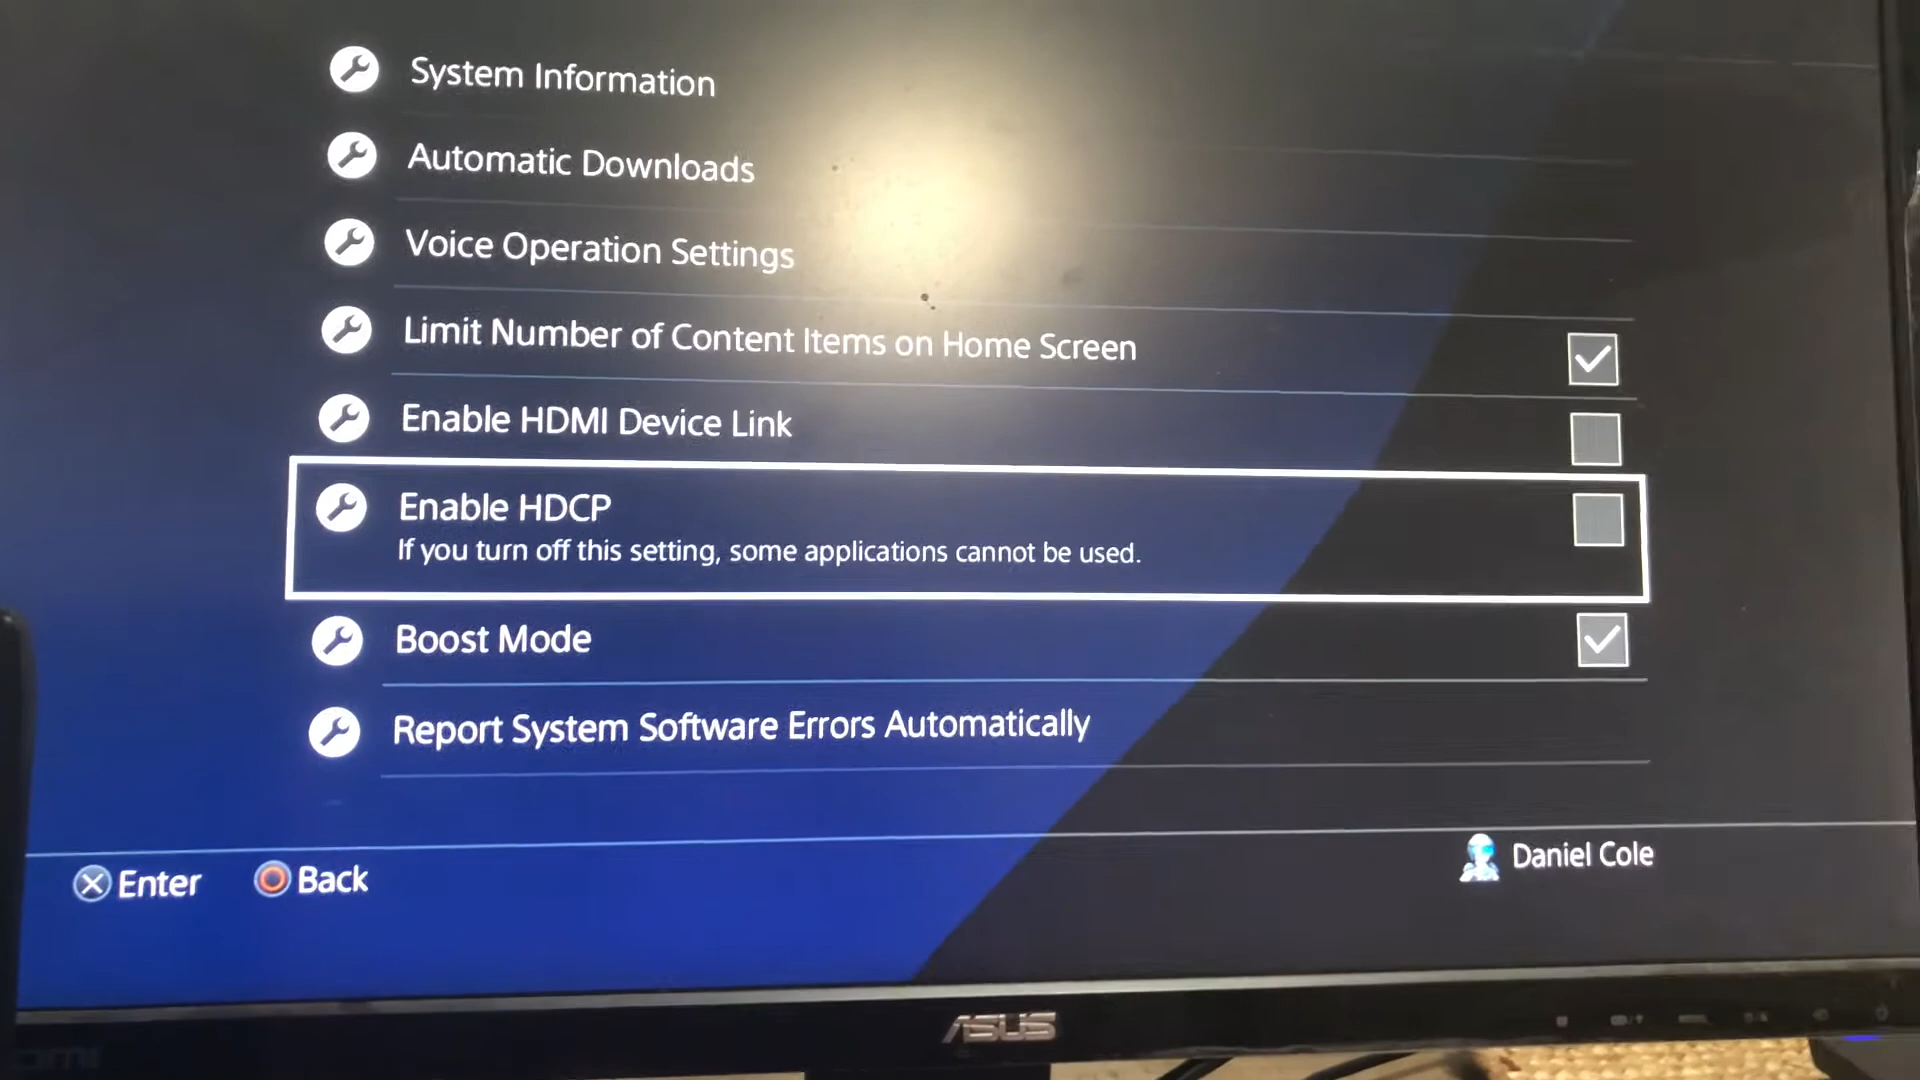 System Information
Automatic Downloads
Voice Operation Settings
Limit Number of Content Items on Home Screen
Enable HDMI Device Link
Enable HDCP
If you turn off this setting, some applications cannot be used.
Boost Mode
Report System Software Errors Automatically
Enter
Back
Daniel Cole
ASUS